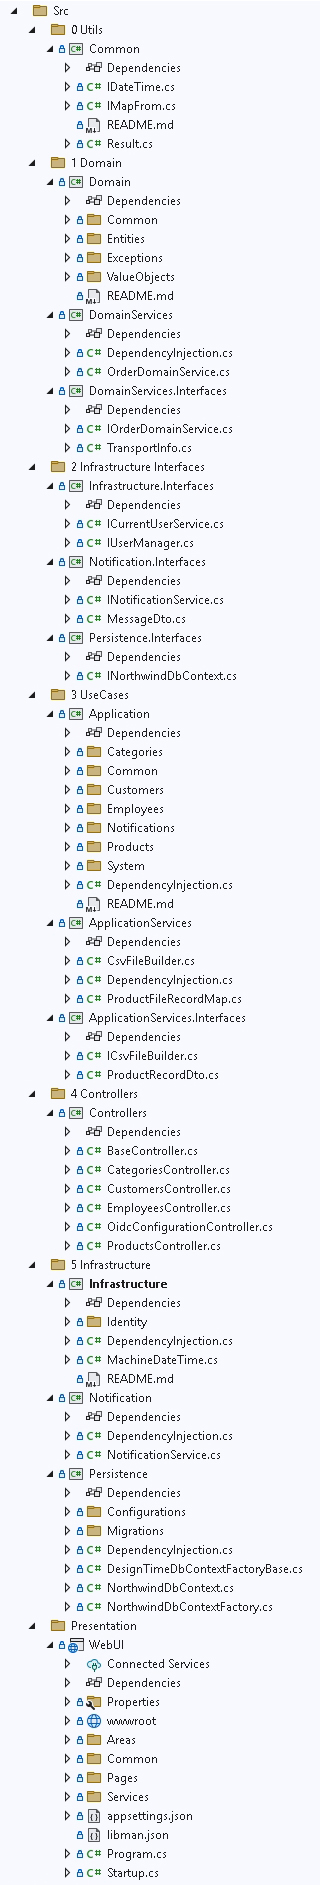 Src
0 Utils
Common
Dependencies
IDateTime.cs
IMapFrom.cs
README.md
Result.cs
1 Domain
Domain
Dependencies
Common
Entities
Exceptions
ValueObjects
README.md
DomainServices
Dependencies
DependencyInjection.cs
OrderDomainService.cs
DomainServices.Interfaces
Dependencies
IOrderDomainService.cs
TransportInfo.cs
2 Infrastructure Interfaces
Infrastructure.Interfaces
Dependencies
ICurrentUserService.cs
IUserManager.cs
Notification.Interfaces
Dependencies
INotificationService.cs
MessageDto.cs
Persistence.Interfaces
Dependencies
INorthwindDbContext.cs
3 UseCases
Application
Dependencies
Categories
Common
Customers
Employees
Notifications
Products
System
DependencyInjection.cs
README.md
ApplicationServices
Dependencies
CsvFileBuilder.cs
DependencyInjection.cs
ProductFileRecordMap.cs
ApplicationServices.Interfaces
Dependencies
ICsvFileBuilder.cs
ProductRecordDto.cs
4 Controllers
Controllers
Dependencies
BaseController.cs
CategoriesController.cs
CustomersController.cs
EmployeesController.cs
OidcConfigurationController.cs
ProductsController.cs
5 Infrastructure
Infrastructure
Dependencies
Identity
DependencyInjection.cs
MachineDateTime.cs
README.md
Notification
Dependencies
DependencyInjection.cs
NotificationService.cs
Persistence
Dependencies
Configurations
Migrations
DependencyInjection.cs
DesignTimeDbContextFactoryBase.cs
NorthwindDbContext.cs
NorthwindDbContextFactory.cs
Presentation
WebUI
Connected Services
Dependencies
Properties
wwwroot
Areas
Common
Pages
Services
appsettings.json
libman.json
Program.cs
Startup.cs